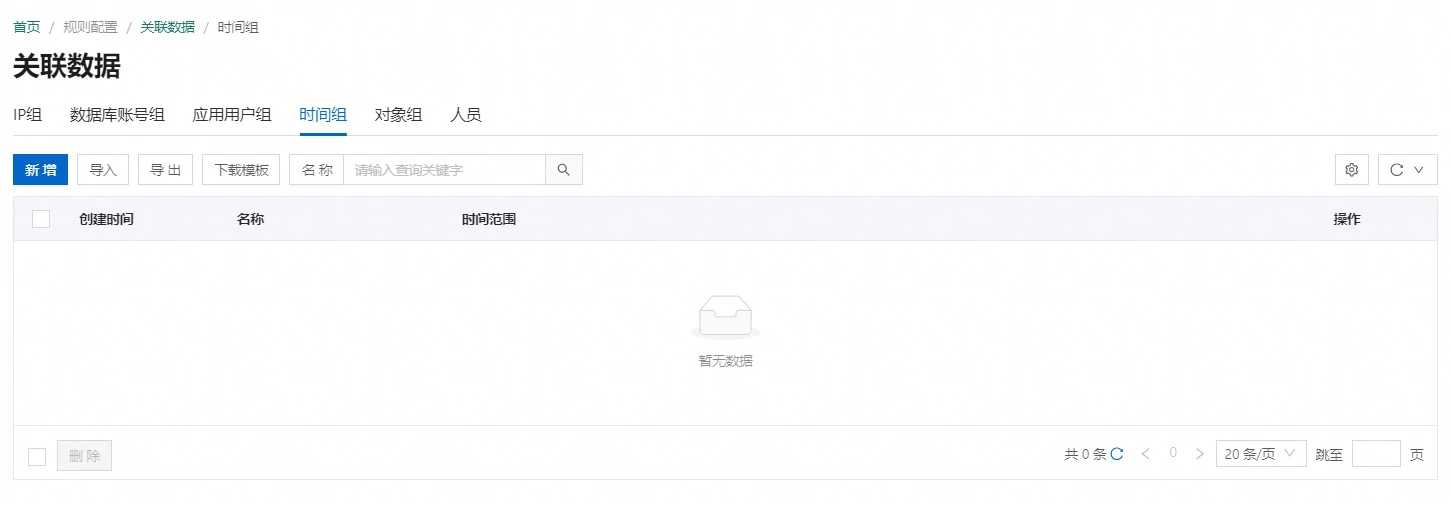 首页 / 规则配置 / 关联数据 / 时间组
关联数据
IP组 数据库账号组 应用用户组 时间组 对象组 人员
新增 导入 导出 下载模板 名称 请输入查询关键字
创建时间 名称 时间范围 操作
暂无数据
删除 共 0 条 0 20 条/页 跳至 页